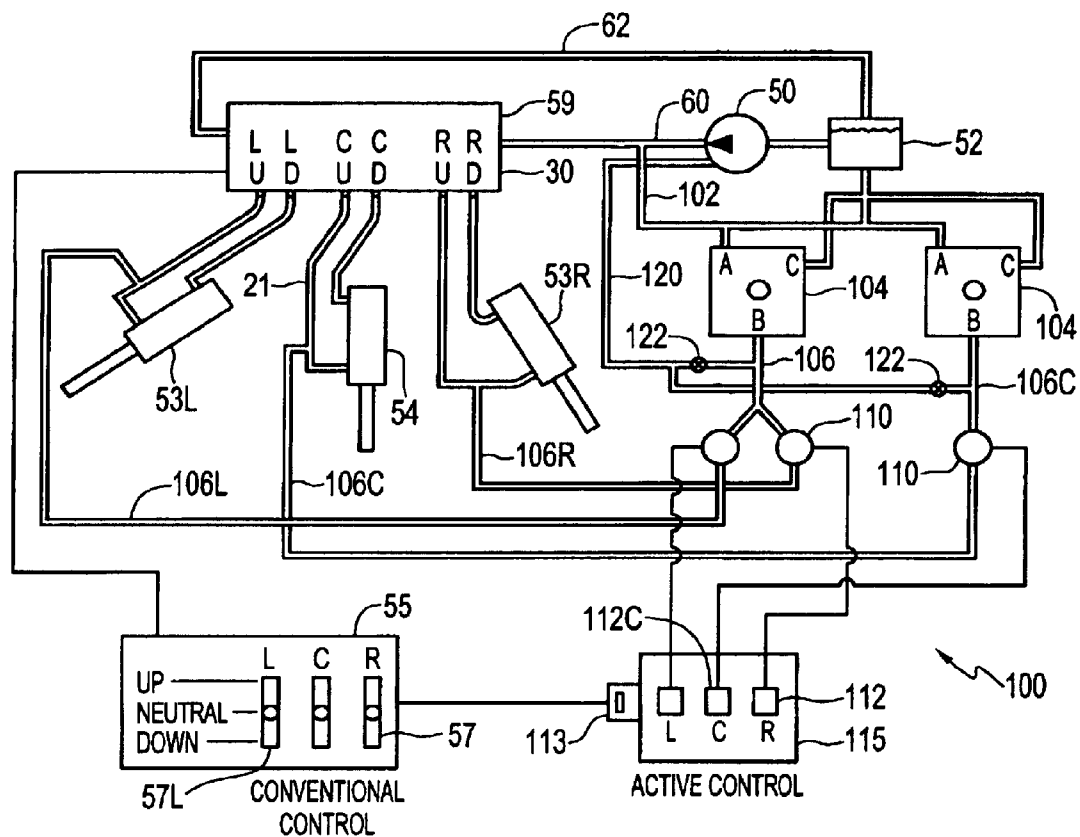 62
59
60
50
52
L L C C R R
U D U D U D
30
102
A C
B
104
A C
B
104
21
53R
120
122
106
122
106C
53L
54
110
110
106R
106L
106C
55
112C
100
L C R
UP
NEUTRAL
DOWN
57
113
L C R
112
115
57L
CONVENTIONAL
CONTROL
ACTIVE CONTROL